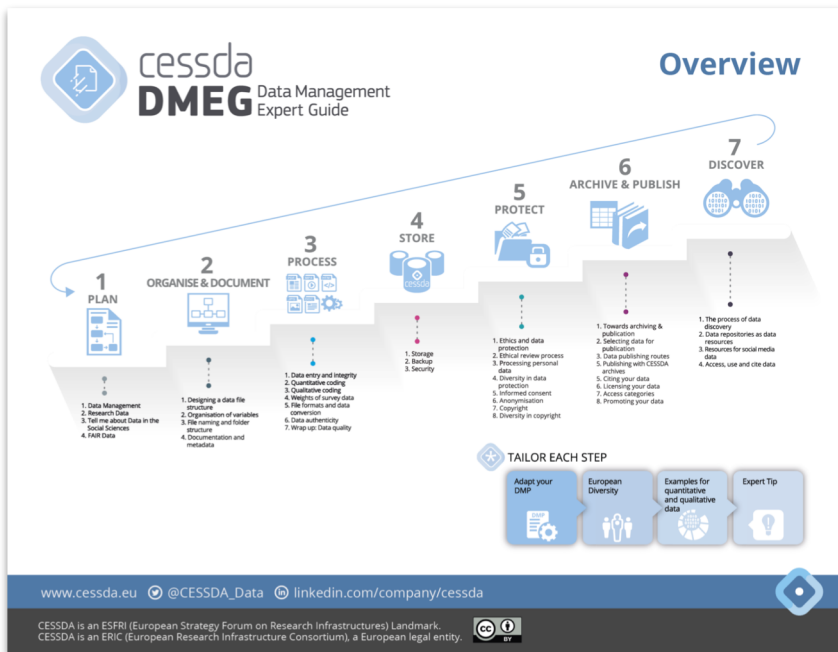 cessda
DMEG Data Management
Expert Guide
Overview
1
PLAN
1. Data Management
2. Research Data
3. Tell me about Data in the
Social Sciences
4. FAIR Data
2
ORGANISE & DOCUMENT
1. Designing a data file
structure
2. Organisation of variables
3. File naming and folder
structure
4. Documentation and
metadata
3
PROCESS
1. Data entry and integrity
2. Quantitative coding
3. Qualitative coding
4. Weights of survey data
5. File formats and data
conversion
6. Data authenticity
7. Wrap up: Data quality
4
STORE
cessda
1. Storage
2. Backup
3. Security
5
PROTECT
1. Ethics and data
protection
2. Ethical review process
3. Processing personal
data
4. Diversity in data
protection
5. Informed consent
6. Anonymisation
7. Copyright
8. Diversity in copyright
6
ARCHIVE & PUBLISH
1. Towards archiving &
publication
2. Selecting data for
publication
3. Data publishing routes
5. Publishing with CESSDA
archives
5. Citing your data
6. Licensing your data
7. Access categories
8. Promoting your data
7
DISCOVER
1. The process of data
discovery
2. Data repositories as data
resources
3. Resources for social media
data
4. Access, use and cite data
TAILOR EACH STEP
Adapt your
DMP
DMP
European
Diversity
Examples for
quantitative
and qualitative
data
Expert Tip
www.cessda.eu @CESSDA_Data in linkedin.com/company/cessda
CESSDA is an ESFRI (European Strategy Forum on Research Infrastructures) Landmark.
CESSDA is an ERIC (European Research Infrastructure Consortium), a European legal entity.
cc
BY